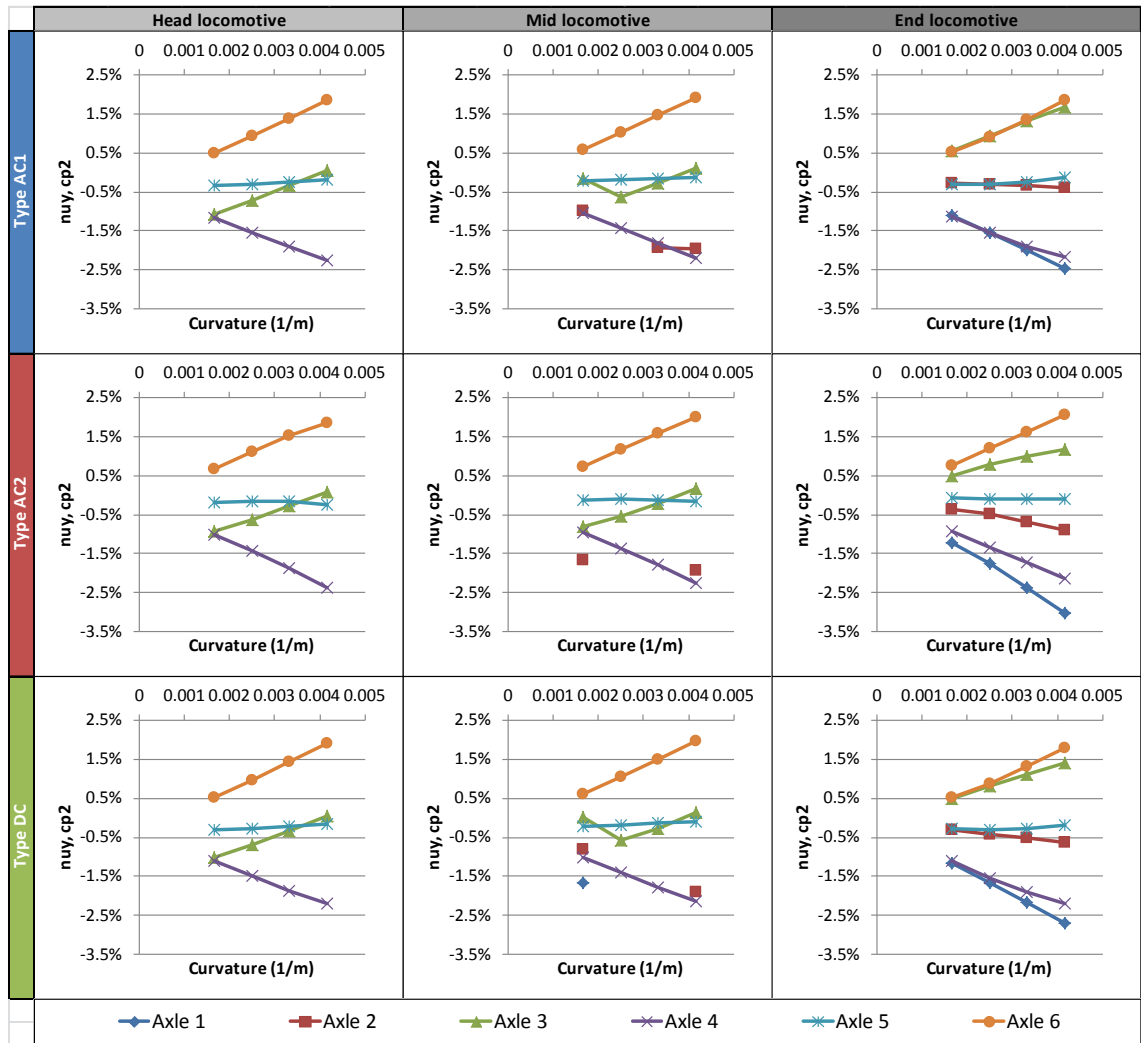 Head locomotive Mid locomotive End locomotive
Type AC1
0 0.001 0.002 0.003 0.004 0.005
2.5%
1.5%
0.5%
-0.5%
-1.5%
-2.5%
-3.5%
nuy, cp2
Curvature (1/m)
0 0.001 0.002 0.003 0.004 0.005
2.5%
1.5%
0.5%
-0.5%
-1.5%
-2.5%
-3.5%
nuy, cp2
Curvature (1/m)
0 0.001 0.002 0.003 0.004 0.005
2.5%
1.5%
0.5%
-0.5%
-1.5%
-2.5%
-3.5%
nuy, cp2
Curvature (1/m)
Type AC2
0 0.001 0.002 0.003 0.004 0.005
2.5%
1.5%
0.5%
-0.5%
-1.5%
-2.5%
-3.5%
nuy, cp2
Curvature (1/m)
0 0.001 0.002 0.003 0.004 0.005
2.5%
1.5%
0.5%
-0.5%
-1.5%
-2.5%
-3.5%
nuy, cp2
Curvature (1/m)
0 0.001 0.002 0.003 0.004 0.005
2.5%
1.5%
0.5%
-0.5%
-1.5%
-2.5%
-3.5%
nuy, cp2
Curvature (1/m)
Type DC
0 0.001 0.002 0.003 0.004 0.005
2.5%
1.5%
0.5%
-0.5%
-1.5%
-2.5%
-3.5%
nuy, cp2
Curvature (1/m)
0 0.001 0.002 0.003 0.004 0.005
2.5%
1.5%
0.5%
-0.5%
-1.5%
-2.5%
-3.5%
nuy, cp2
Curvature (1/m)
0 0.001 0.002 0.003 0.004 0.005
2.5%
1.5%
0.5%
-0.5%
-1.5%
-2.5%
-3.5%
nuy, cp2
Curvature (1/m)
Axle 1 Axle 2 Axle 3 Axle 4 Axle 5 Axle 6